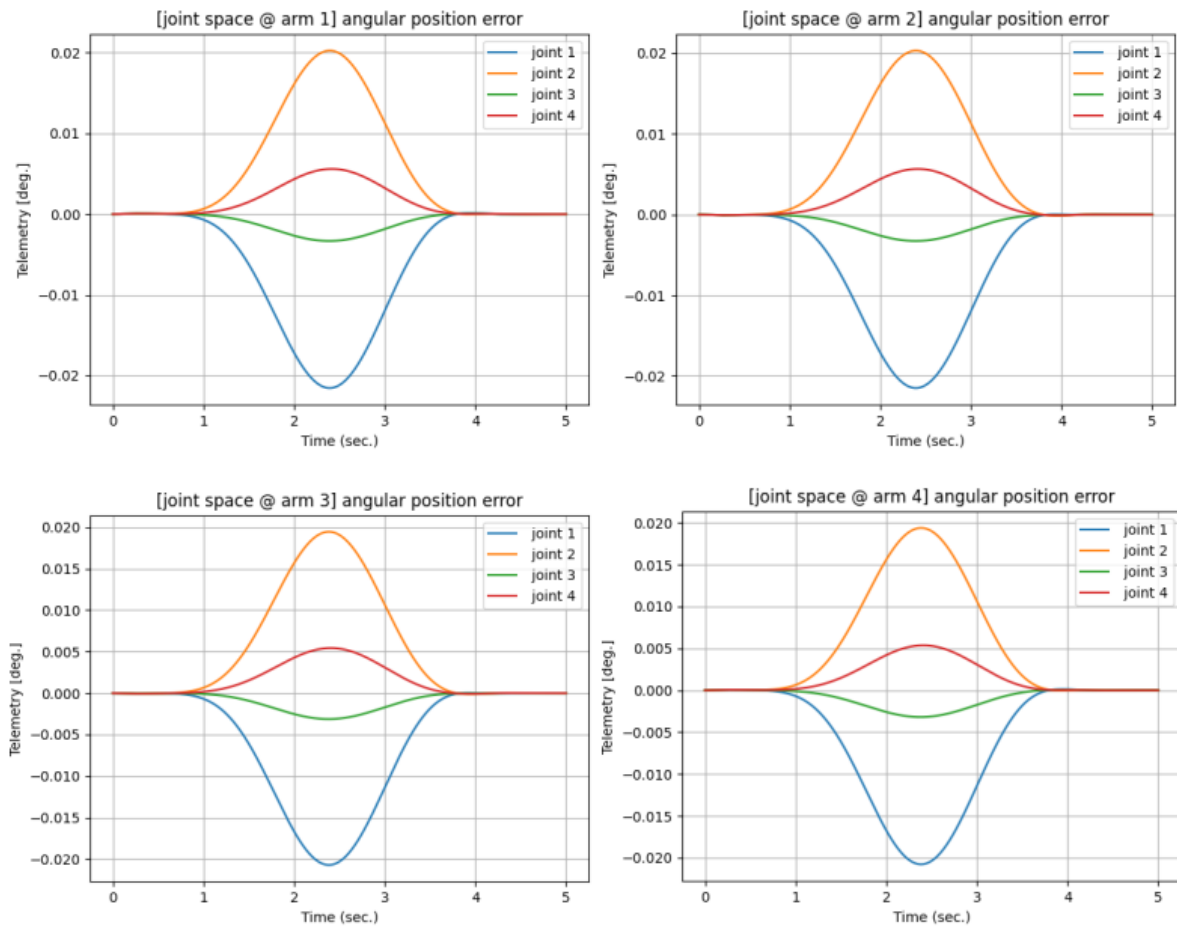 [joint space @ arm 1] angular position error
joint 1
joint 2
joint 3
joint 4
0.02
0.01
0.00
−0.01
−0.02
Telemetry [deg.]
0 1 2 3 4 5
Time (sec.)
[joint space @ arm 2] angular position error
joint 1
joint 2
joint 3
joint 4
0.02
0.01
0.00
−0.01
−0.02
Telemetry [deg.]
0 1 2 3 4 5
Time (sec.)
[joint space @ arm 3] angular position error
joint 1
joint 2
joint 3
joint 4
0.020
0.015
0.010
0.005
0.000
−0.005
−0.010
−0.015
−0.020
Telemetry [deg.]
0 1 2 3 4 5
Time (sec.)
[joint space @ arm 4] angular position error
joint 1
joint 2
joint 3
joint 4
0.020
0.015
0.010
0.005
0.000
−0.005
−0.010
−0.015
−0.020
Telemetry [deg.]
0 1 2 3 4 5
Time (sec.)